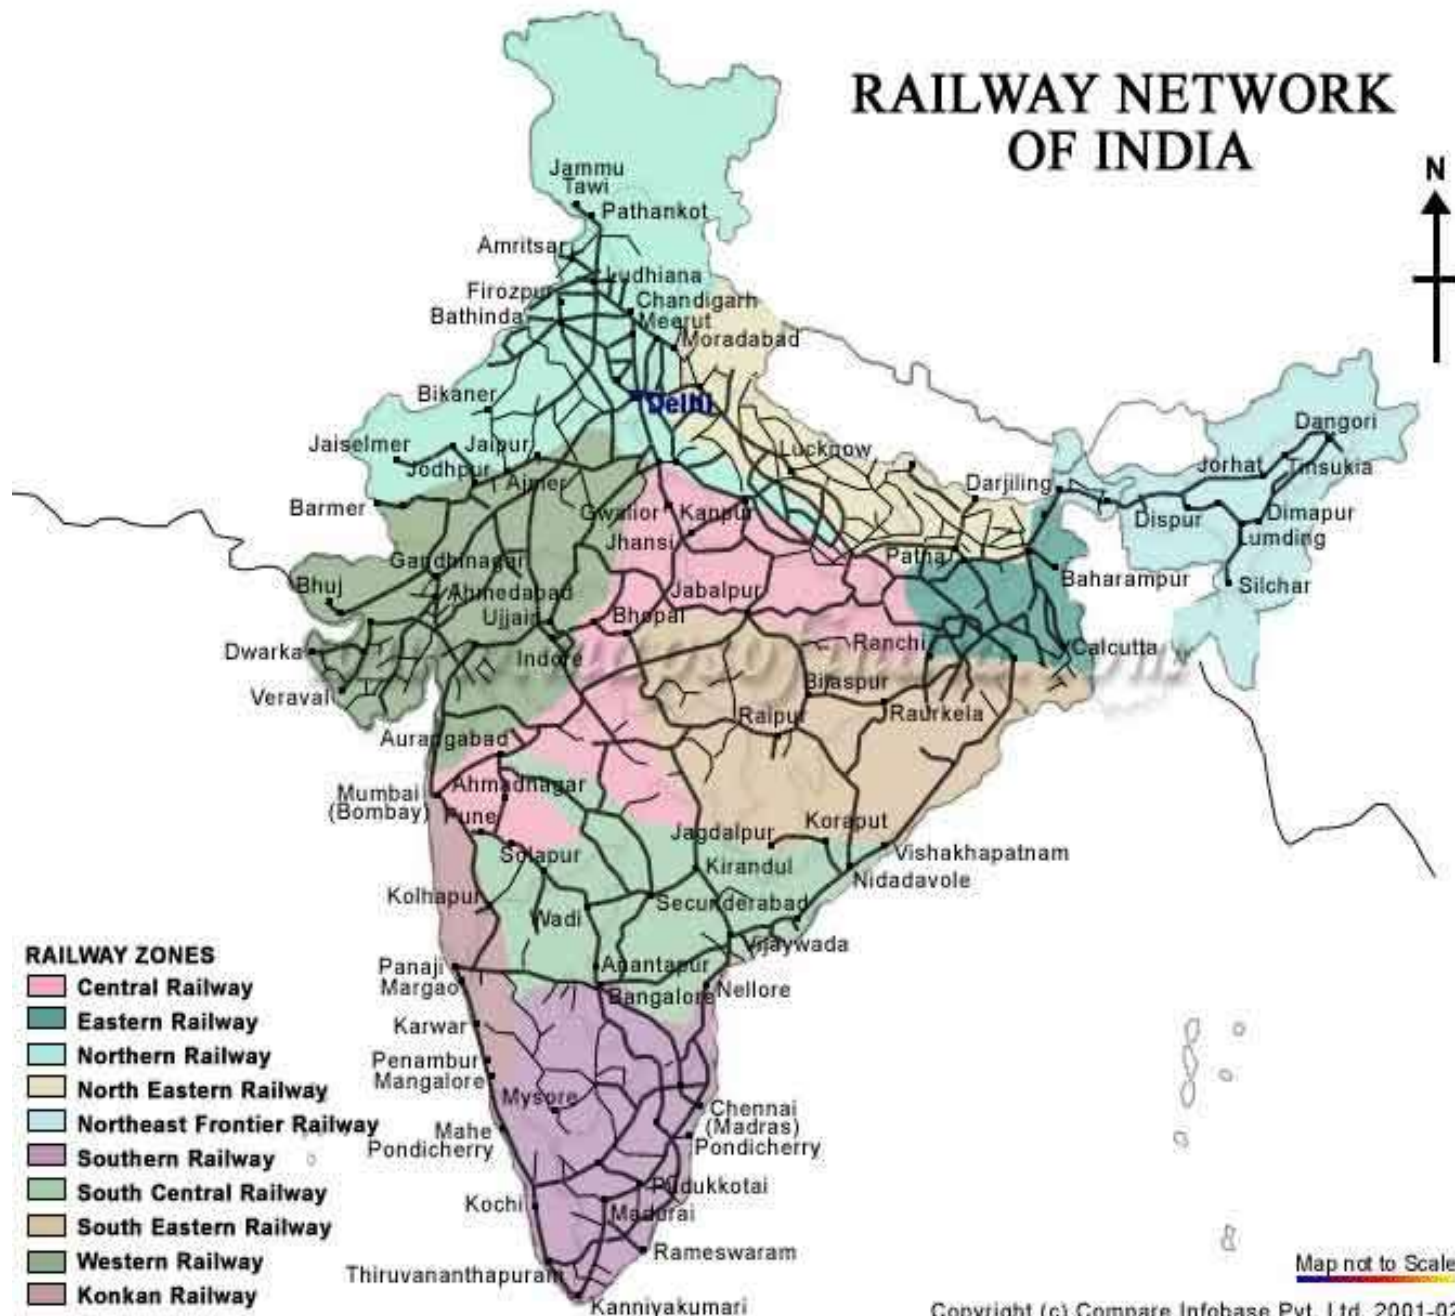 RAILWAY NETWORK
OF INDIA
N
Jammu
Tawi
Pathankot
Amritsar
Ludhiana
Firozpur
Chandigarh
Bathinda
Meerut
Moradabad
Bikaner
Delhi
Dangori
Jaiselmer
Jaipur
Lucknow
Jorhat
Tinsukia
Jodhpur
Ajmer
Darjiling
Barmer
Gwalior
Kanpur
Dispur
Dimapur
Jhansi
Lumding
Gandhinagar
Patna
Baharampur
Bhuj
Ahmedabad
Jabalpur
Silchar
Ujjain
Bhopal
Ranchi
Calcutta
Dwarka
Indore
Veraval
Bijaspur
Raipur
Raurkela
Aurangabad
Mumbai
(Bombay)
Ahmadnagar
Pune
Jagdalpur
Koraput
Solapur
Kirandul
Vishakhapatnam
Nidadavole
Kolhapur
Wadi
Secunderabad
Vijaywada
Panaji
Anantapur
Margao
Bangalore
Nellore
Karwar
Penambur
Mangalore
Mysore
Chennai
(Madras)
Mahe
Pondicherry
Pondicherry
Pudukkotai
Kochi
Madurai
Rameswaram
Thiruvananthapuram
Kanniyakumari
RAILWAY ZONES
Central Railway
Eastern Railway
Northern Railway
North Eastern Railway
Northeast Frontier Railway
Southern Railway
South Central Railway
South Eastern Railway
Western Railway
Konkan Railway
Map not to Scale
Copyright (c) Compare Infobase Pvt. Ltd. 2001-0